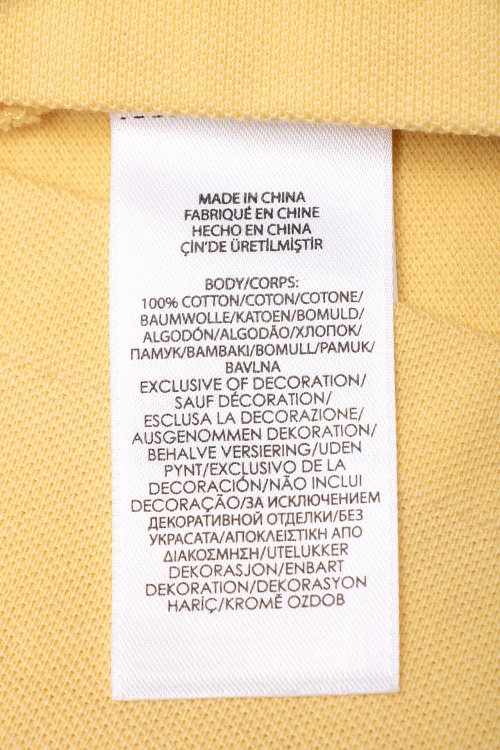 MADE IN CHINA
FABRIQUÉ EN CHINE
HECHO EN CHINA
ÇİN'DE ÜRETİLMİŞTİR
BODY/CORPS:
100% COTTON/COTON/COTONE/
BAUMWOLLE/KATOEN/BOMULD/
ALGODÓN/ALGODÃO/ХЛОПОК/
ПАМУК/ΒΑΜΒΑΚΙ/BOMULL/PAMUK/
BAVLNA
EXCLUSIVE OF DECORATION/
SAUF DÉCORATION/
ESCLUSA LA DECORAZIONE/
AUSGENOMMEN DEKORATION/
BEHALVE VERSIERING/UDEN
PYNT/EXCLUSIVO DE LA
DECORACIÓN/NÃO INCLUI
DECORAÇÃO/ЗА ИСКЛЮЧЕНИЕМ
ДЕКОРАТИВНОЙ ОТДЕЛКИ/БЕЗ
УКРАСАТА/ΑΠΟΚΛΕΙΣΤΙΚΗ ΑΠΟ
ΔΙΑΚΟΣΜΗΣΗ/UTELUKKER
DEKORASJON/ENBART
DEKORATION/DEKORASYON
HARİÇ/KROMĚ OZDOB